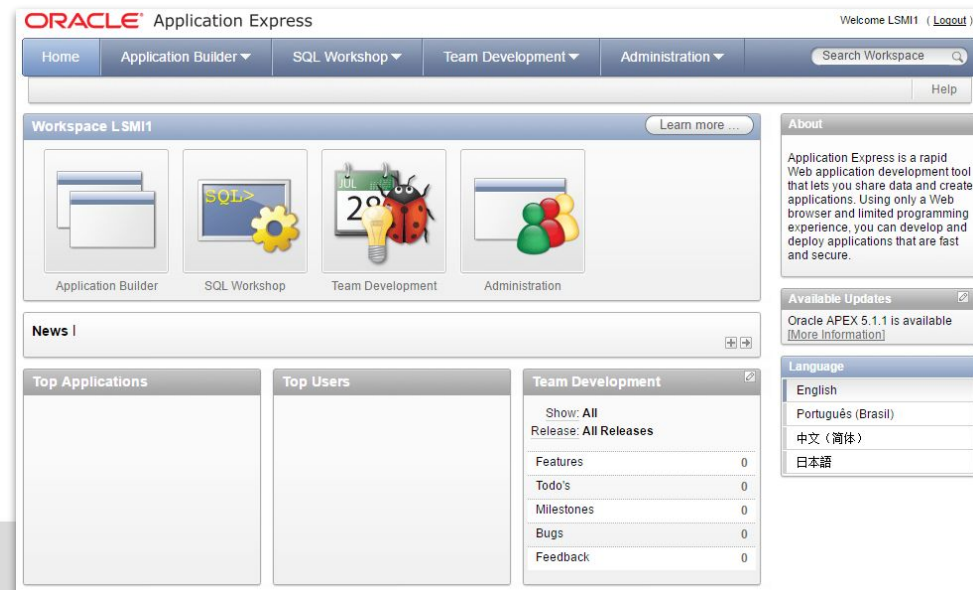 ORACLE Application Express
Welcome LSMI1 ( Logout )
Home Application Builder SQL Workshop Team Development Administration Search Workspace
Help
Workspace LSMI1 Learn more ...
SQL>
JUL
28
Application Builder SQL Workshop Team Development Administration
News
Top Applications
Top Users
Team Development
Show: All
Release: All Releases
Features 0
Todo's 0
Milestones 0
Bugs 0
Feedback 0
About
Application Express is a rapid
Web application development tool
that lets you share data and create
applications. Using only a Web
browser and limited programming
experience, you can develop and
deploy applications that are fast
and secure.
Available Updates
Oracle APEX 5.1.1 is available
[More Information]
Language
English
Português (Brasil)
中文（简体）
日本語